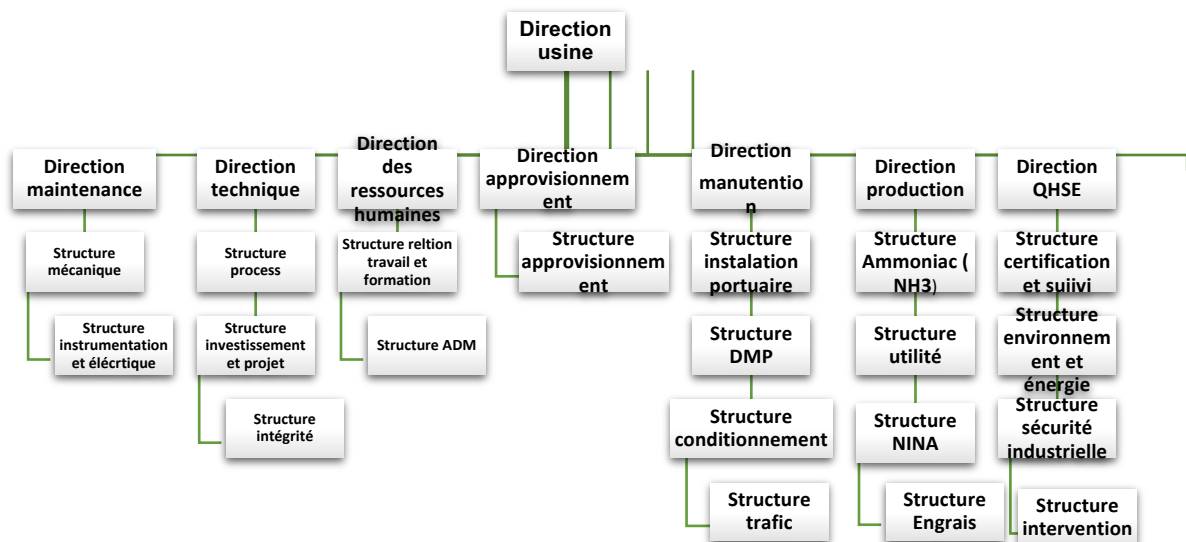 Direction
usine
Direction
maintenance
Direction
technique
Direction
des
ressources
humaines
Direction
approvisionnem
ent
Direction
manutentio
n
Direction
production
Direction
QHSE
Structure
mécanique
Structure
process
Structure reltion
travail et
formation
Structure
approvisionnem
ent
Structure
instalation
portuaire
Structure
Ammoniac (
NH3)
Structure
certification
et suiivi
Structure
instrumentation
et élécrtique
Structure
investissement
et projet
Structure ADM
Structure
DMP
Structure
utilité
Structure
environnem
ent et
énergie
Structure
intégrité
Structure
conditionnement
Structure
NINA
Structure
sécurité
industrielle
Structure
trafic
Structure
Engrais
Structure
intervention